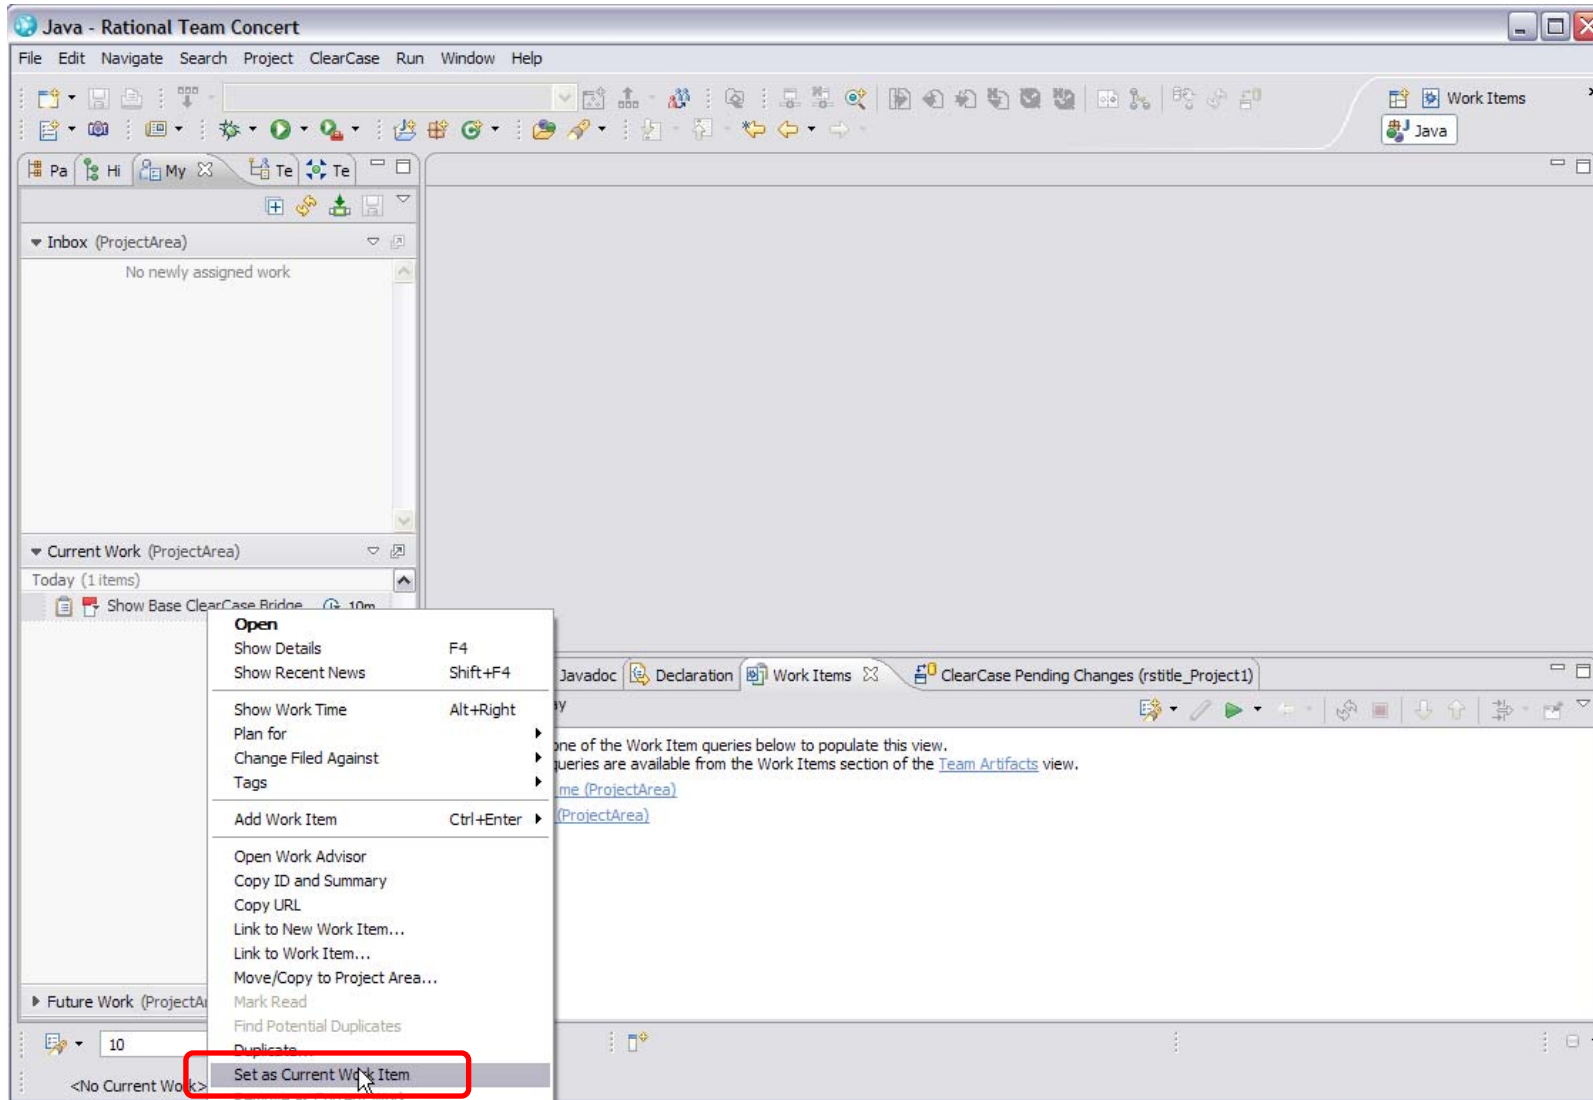 Java - Rational Team Concert
File Edit Navigate Search Project ClearCase Run Window Help
Work Items
Java
Pa Hi My Te Te
Inbox (ProjectArea)
No newly assigned work
Current Work (ProjectArea)
Today (1 items)
Show Base ClearCase Bridge 10m
Open
Show Details F4
Show Recent News Shift+F4
Show Work Time Alt+Right
Plan for
Change Filed Against
Tags
Add Work Item Ctrl+Enter
Open Work Advisor
Copy ID and Summary
Copy URL
Link to New Work Item...
Link to Work Item...
Move/Copy to Project Area...
Mark Read
Find Potential Duplicates
Duplicate...
Set as Current Work Item
Javadoc Declaration Work Items ClearCase Pending Changes (rstitle_Project1)
one of the Work Item queries below to populate this view.
queries are available from the Work Items section of the Team Artifacts view.
me (ProjectArea)
(ProjectArea)
Future Work (ProjectA
10
<No Current Work>